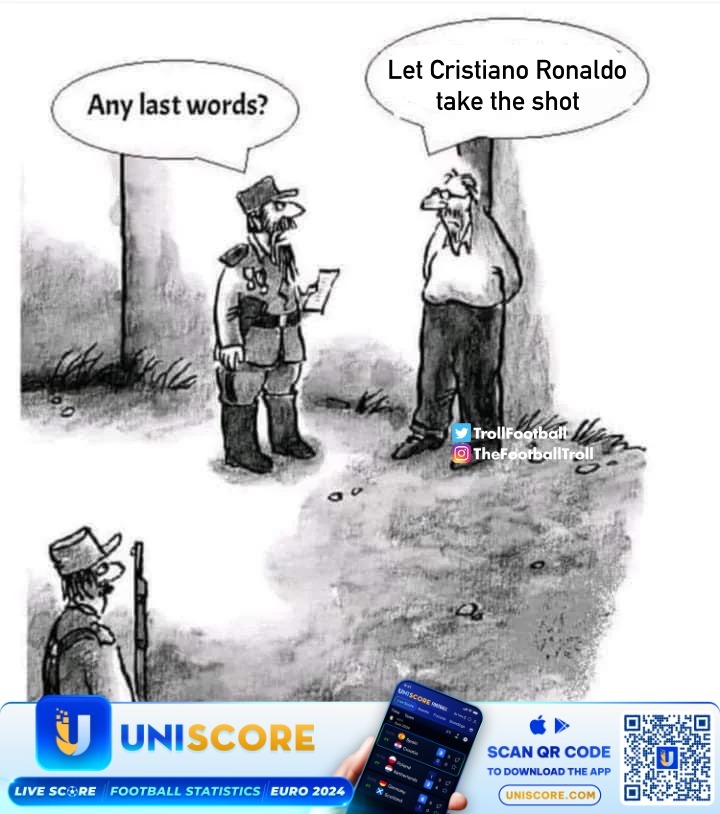 Any last words?
Let Cristiano Ronaldo
take the shot
TrollFootball
TheFootballTroll
UNISCORE
SCAN QR CODE
TO DOWNLOAD THE APP
UNISCORE.COM
LIVE SCORE FOOTBALL STATISTICS EURO 2024